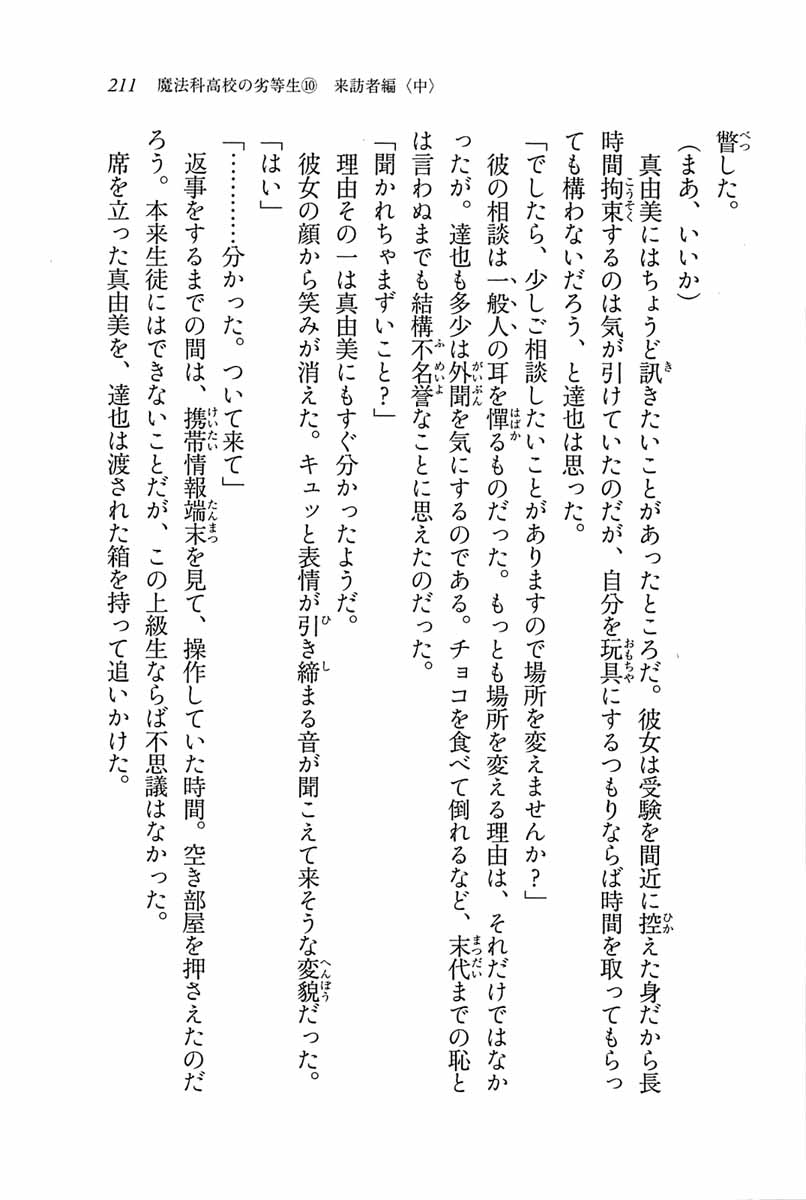 211 魔法科高校の劣等生⑩ 来訪者編〈中〉
瞥した。
(まあ、いいか)
真由美にはちょうど訊きたいことがあったところだ。彼女は受験を間近に控えた身だから長
時間拘束するのは気が引けていたのだが、自分を玩具にするつもりならば時間を取ってもらっ
ても構わないだろう、と達也は思った。
「でしたら、少しご相談したいことがありますので場所を変えませんか?」
彼の相談は一般人の耳を憚るものだった。もっとも場所を変える理由は、それだけではなか
ったが。達也も多少は外聞を気にするのである。チョコを食べて倒れるなど、末代までの恥と
は言わぬまでも結構不名誉なことに思えたのだった。
「聞かれちゃまずいこと?」
理由その一は真由美にもすぐ分かったようだ。
彼女の顔から笑みが消えた。キュッと表情が引き締まる音が聞こえて来そうな変貌だった。
「はい」
「…………分かった。ついて来て」
返事をするまでの間は、携帯情報端末を見て、操作していた時間。空き部屋を押さえたのだ
ろう。本来生徒にはできないことだが、この上級生ならば不思議はなかった。
席を立った真由美を、達也は渡された箱を持って追いかけた。